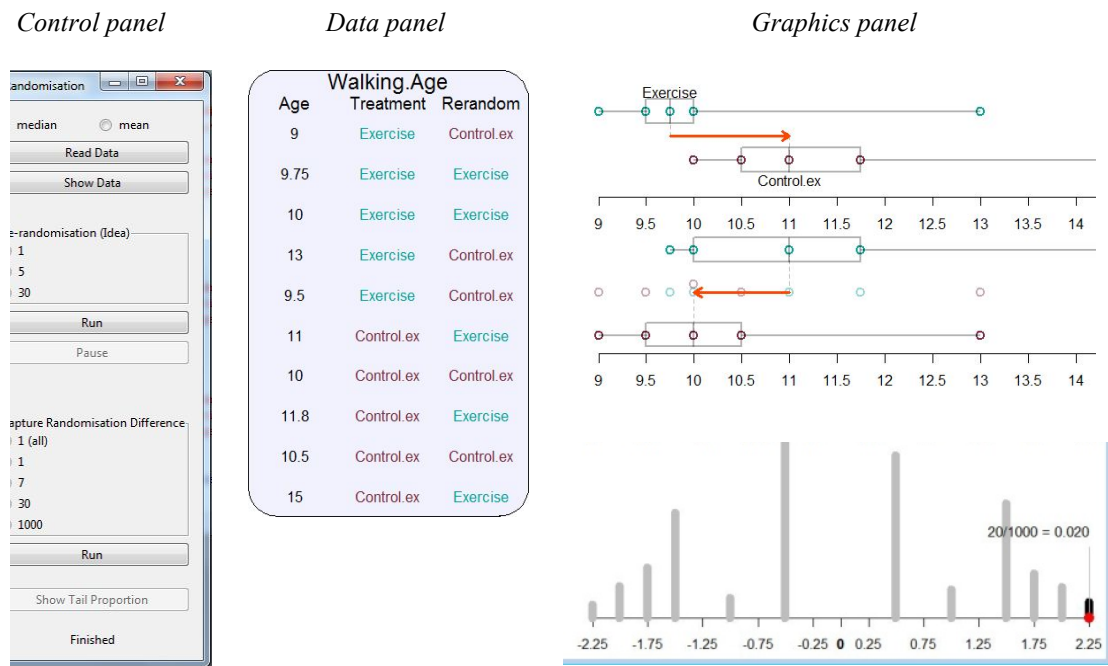 Control panel
Data panel
Graphics panel
andomisation
median mean
Read Data
Show Data
e-randomisation (Idea)
1
5
30
Run
Pause
apture Randomisation Difference
1 (all)
1
7
30
1000
Run
Show Tail Proportion
Finished
Walking.Age
Age Treatment Rerandom
9 Exercise Control.ex
9.75 Exercise Exercise
10 Exercise Exercise
13 Exercise Control.ex
9.5 Exercise Control.ex
11 Control.ex Exercise
10 Control.ex Control.ex
11.8 Control.ex Exercise
10.5 Control.ex Control.ex
15 Control.ex Exercise
Exercise
Control.ex
9 9.5 10 10.5 11 11.5 12 12.5 13 13.5 14
9 9.5 10 10.5 11 11.5 12 12.5 13 13.5 14
20/1000 = 0.020
-2.25 -1.75 -1.25 -0.75 -0.25 0 0.25 0.75 1.25 1.75 2.25